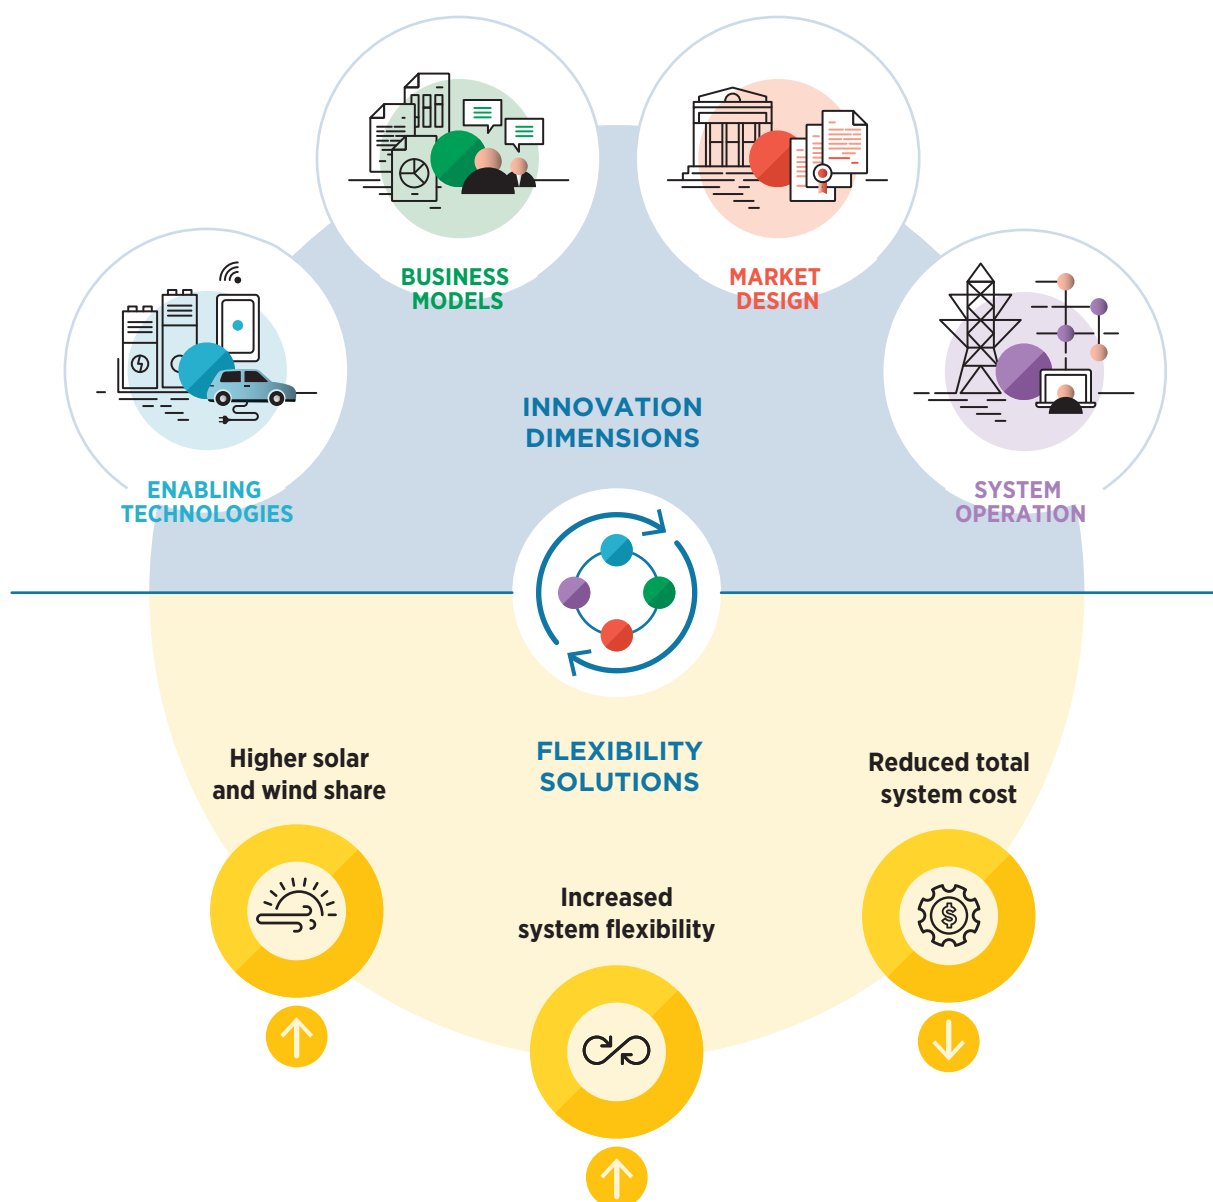 BUSINESS
MODELS
MARKET
DESIGN
ENABLING
TECHNOLOGIES
SYSTEM
OPERATION
INNOVATION
DIMENSIONS
FLEXIBILITY
SOLUTIONS
Higher solar
and wind share
Increased
system flexibility
Reduced total
system cost
$